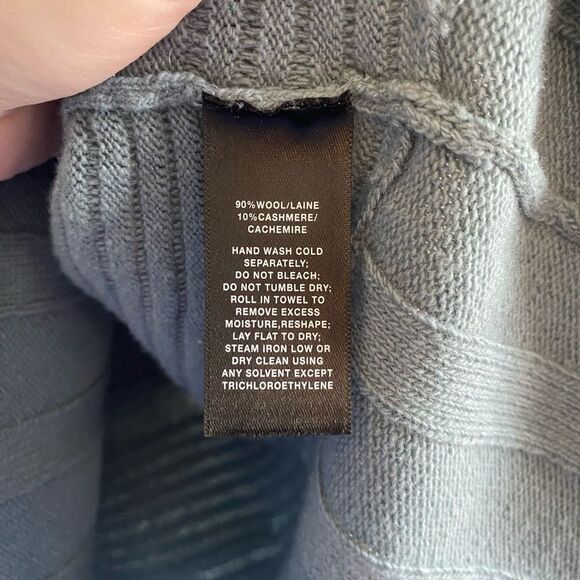 90%WOOL/LAINE
10%CASHMERE/
CACHEMIRE
HAND WASH COLD
SEPARATELY;
DO NOT BLEACH;
DO NOT TUMBLE DRY;
ROLL IN TOWEL TO
REMOVE EXCESS
MOISTURE,RESHAPE;
LAY FLAT TO DRY;
STEAM IRON LOW OR
DRY CLEAN USING
ANY SOLVENT EXCEPT
TRICHLOROETHYLENE